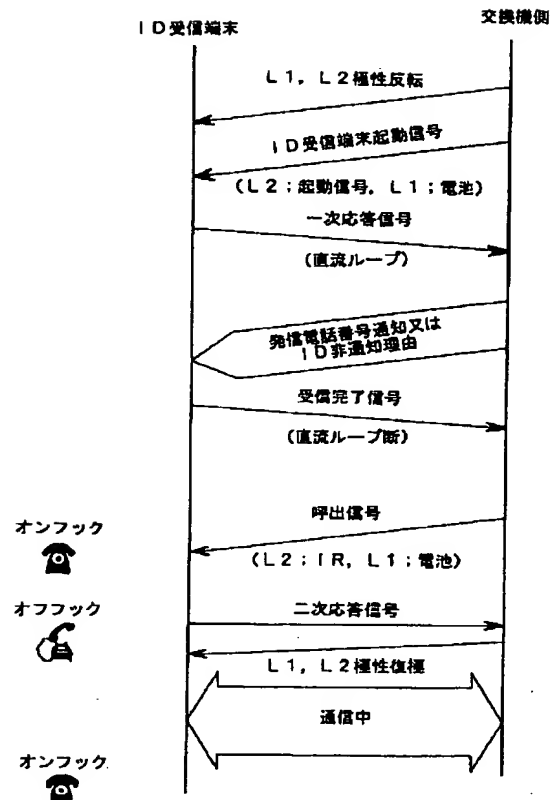 ID受信端末
交換機側
L1, L2極性反転
ID受信端末起動信号
(L2;起動信号, L1;電池)
一次応答信号
(直流ループ)
発信電話番号通知又は
ID非通知理由
受信完了信号
(直流ループ断)
オンフック
呼出信号
(L2;IR, L1;電池)
オフフック
二次応答信号
L1, L2極性復極
通信中
オンフック